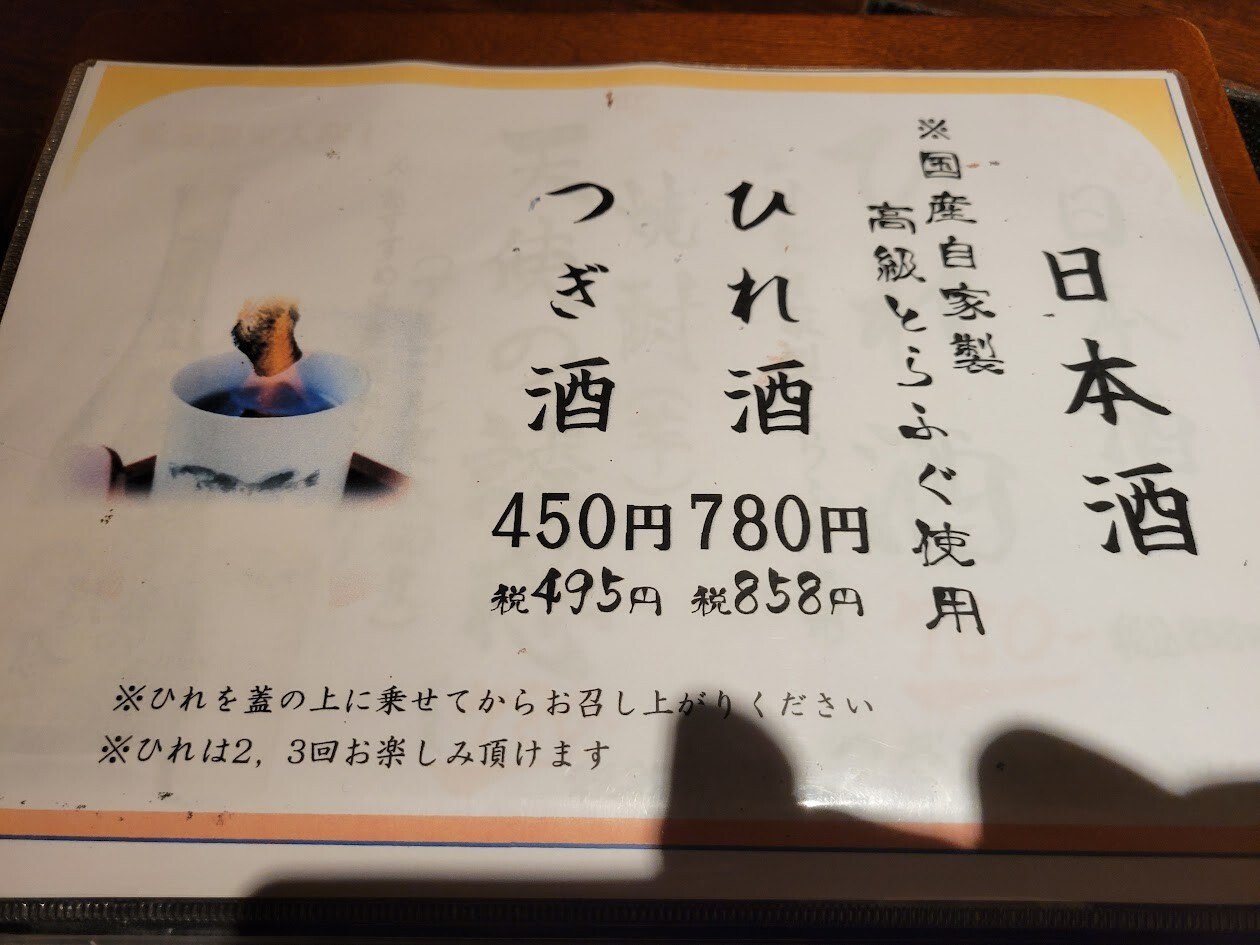 日本酒
※国産自家製
高級とらふぐ使用
ひれ酒
780円
税858円
つぎ酒
450円
税495円
※ひれを蓋の上に乗せてからお召し上がりください
※ひれは2, 3回お楽しみ頂けます